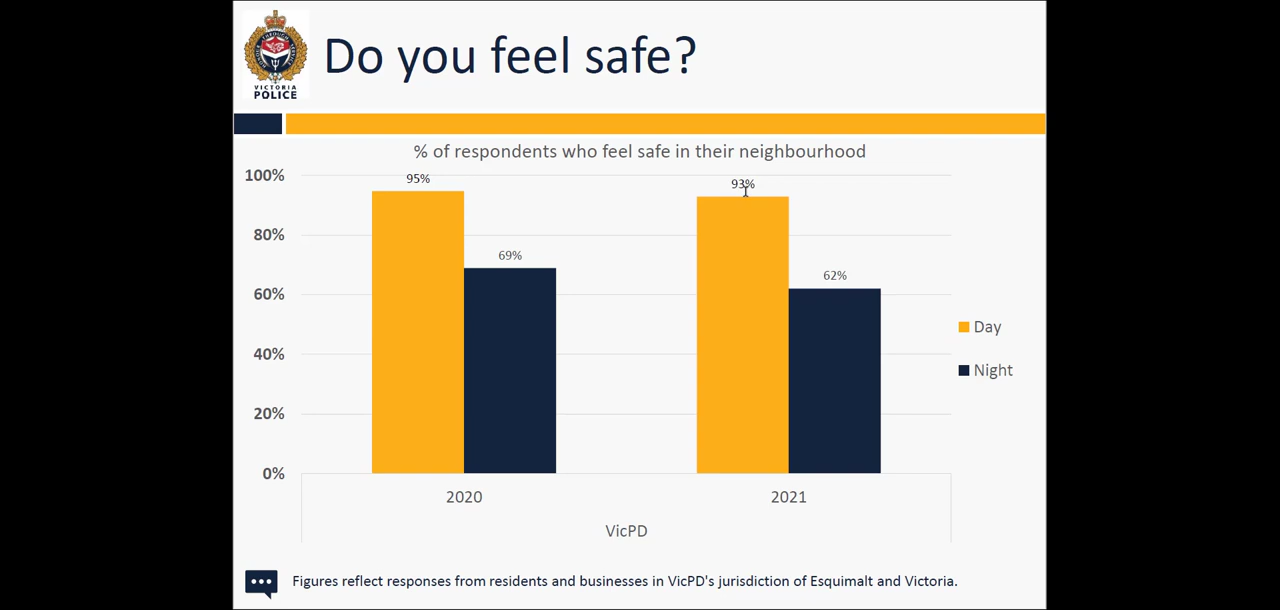 Do you feel safe?
VICTORIA
POLICE
% of respondents who feel safe in their neighbourhood
100%
80%
60%
40%
20%
0%
95%
69%
93%
62%
Day
Night
2020
2021
VicPD
Figures reflect responses from residents and businesses in VicPD's jurisdiction of Esquimalt and Victoria.